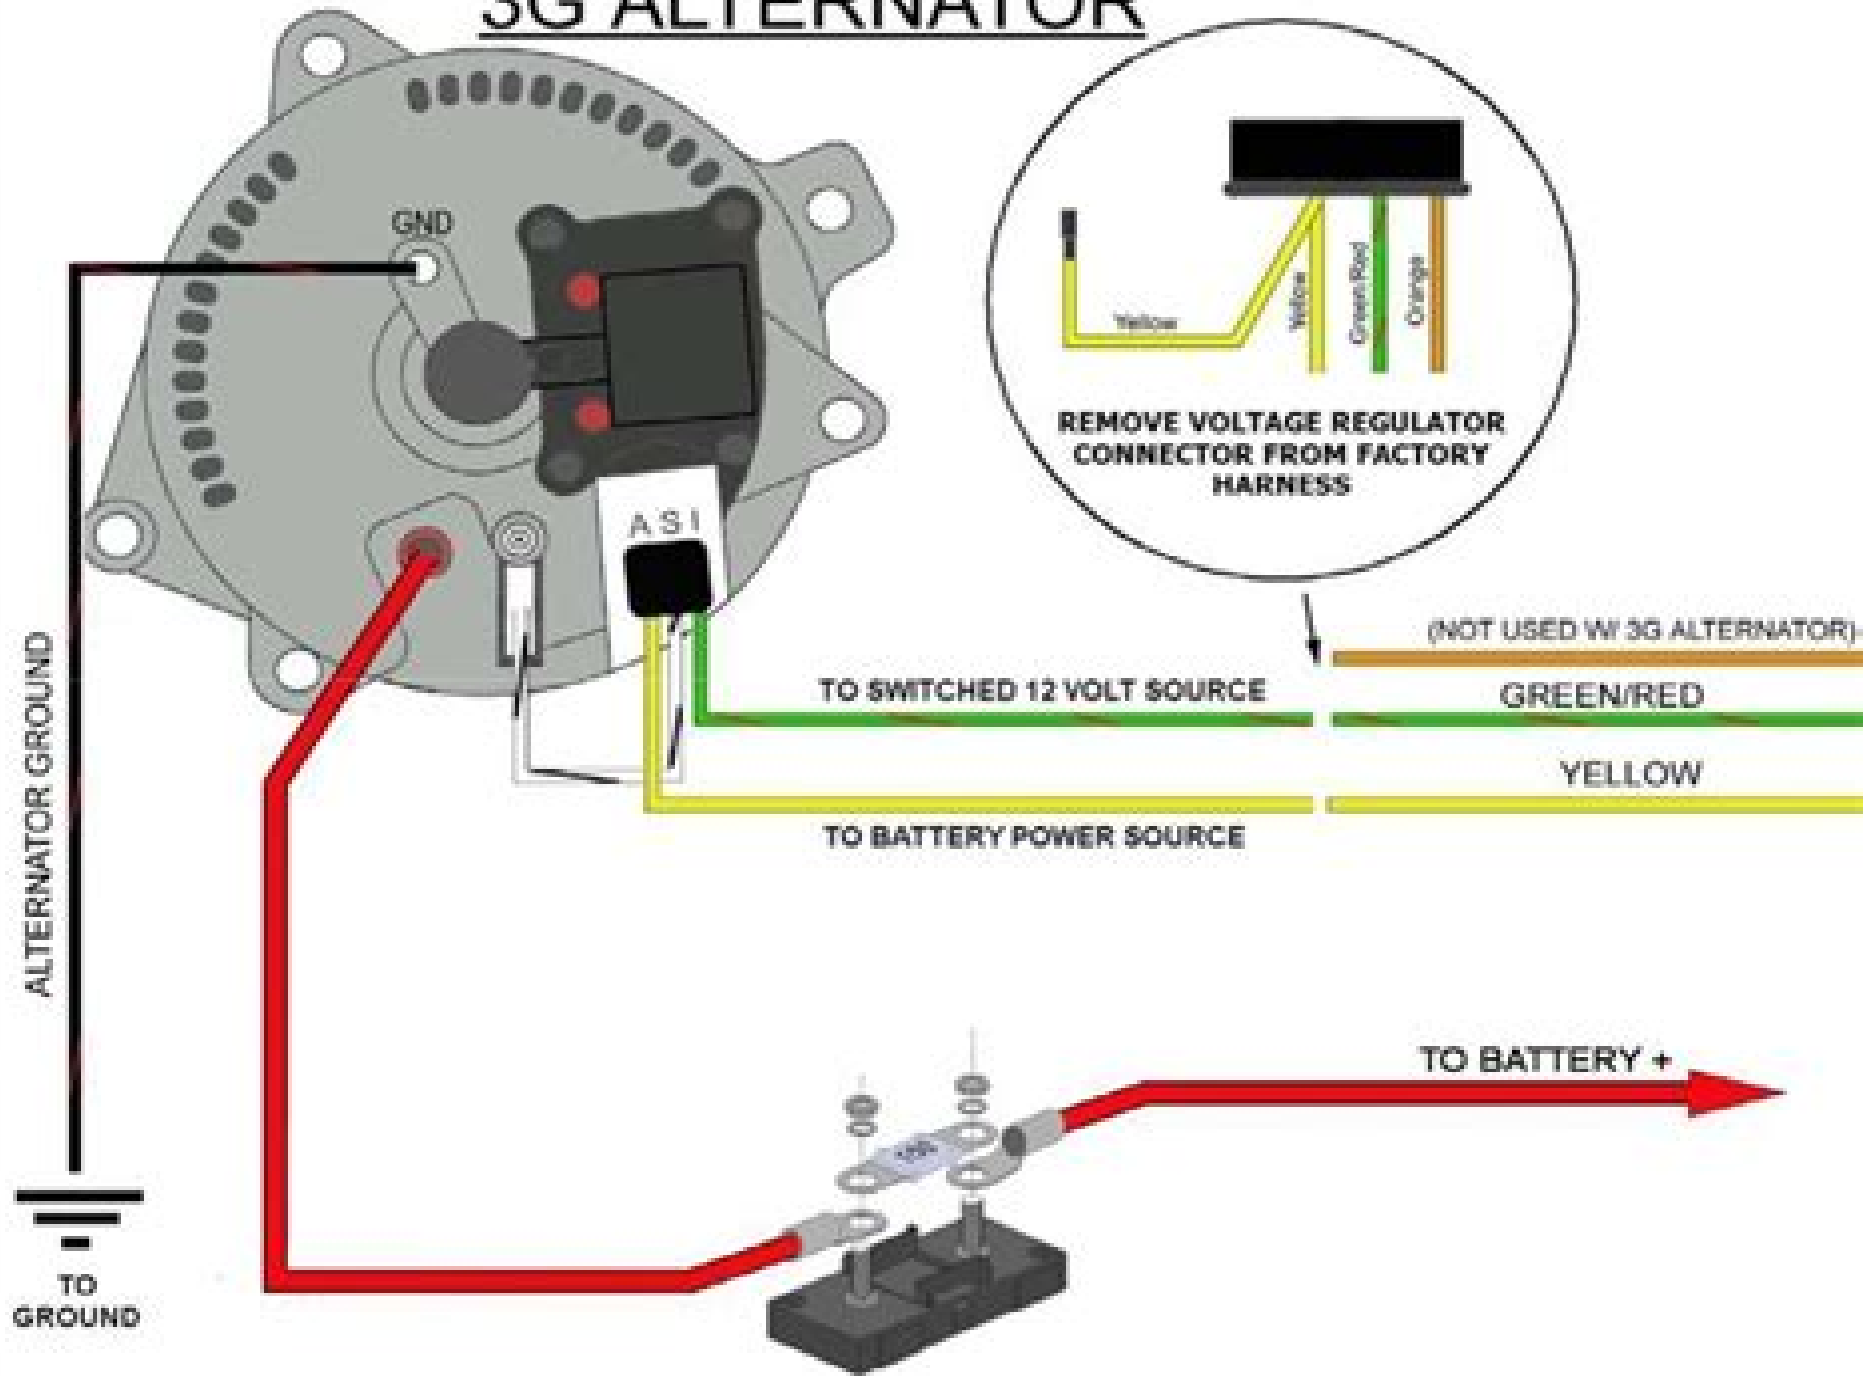 3G ALTERNATOR
GND
A S I
Yellow
Yellow
Green/Red
Orange
REMOVE VOLTAGE REGULATOR
CONNECTOR FROM FACTORY
HARNESS
(NOT USED W/ 3G ALTERNATOR)
TO SWITCHED 12 VOLT SOURCE
GREEN/RED
YELLOW
TO BATTERY POWER SOURCE
ALTERNATOR GROUND
TO BATTERY +
TO
GROUND